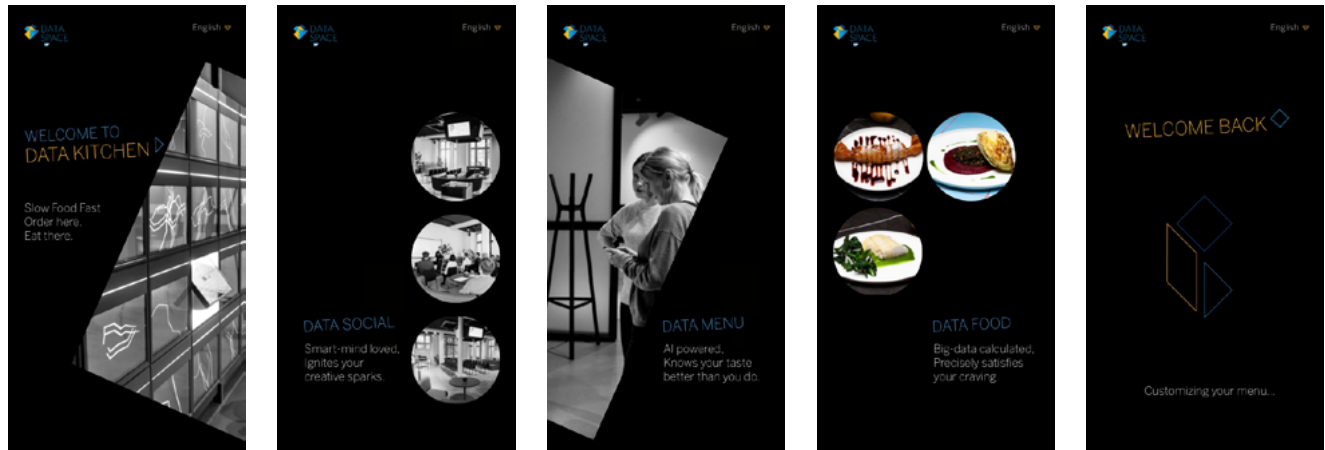 DATA
SPACE
English
WELCOME TO
DATA KITCHEN
Slow Food Fast
Order here.
Eat there.
DATA
SPACE
English
DATA SOCIAL
Smart-mind loved,
Ignites your
creative sparks.
DATA
SPACE
English
DATA MENU
AI powered,
Knows your taste
better than you do.
DATA
SPACE
English
DATA FOOD
Big-data calculated,
Precisely satisfies
your craving
DATA
SPACE
English
WELCOME BACK
Customizing your menu...